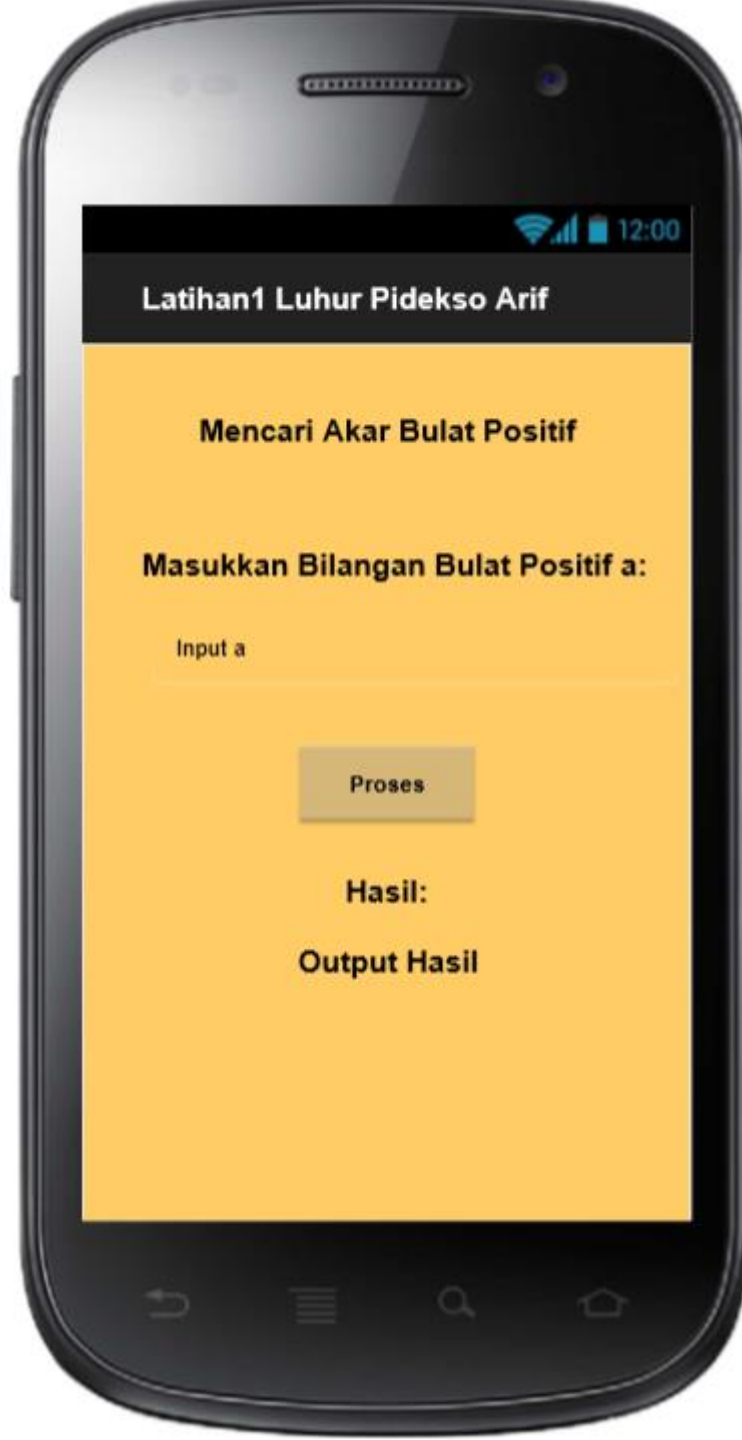 12:00
Latihan1 Luhur Pidekso Arif
Mencari Akar Bulat Positif
Masukkan Bilangan Bulat Positif a:
Input a
Proses
Hasil:
Output Hasil